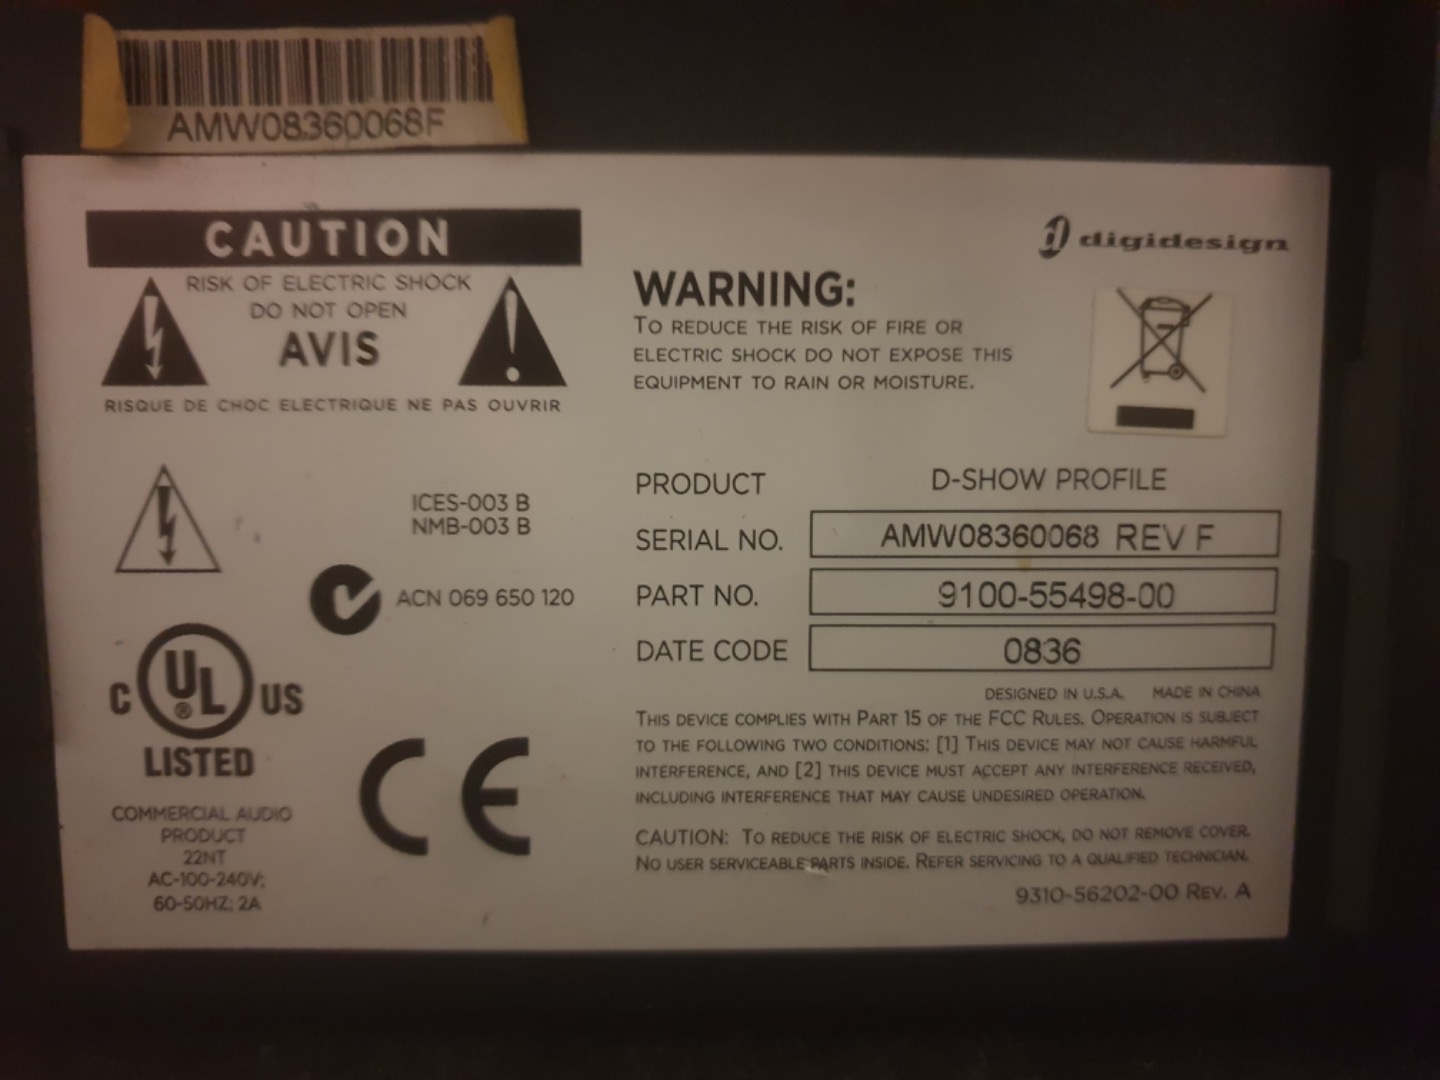 AMW08360068F
CAUTION
RISK OF ELECTRIC SHOCK
DO NOT OPEN
AVIS
RISQUE DE CHOC ELECTRIQUE NE PAS OUVRIR
ICES-003 B
NMB-003 B
ACN 069 650 120
C UL ® US
LISTED
COMMERCIAL AUDIO
PRODUCT
22NT
AC-100-240V;
60-50HZ; 2A
CE
digidesign
WARNING:
TO REDUCE THE RISK OF FIRE OR
ELECTRIC SHOCK DO NOT EXPOSE THIS
EQUIPMENT TO RAIN OR MOISTURE.
PRODUCT D-SHOW PROFILE
SERIAL NO. AMW08360068 REV F
PART NO. 9100-55498-00
DATE CODE 0836
DESIGNED IN U.S.A. MADE IN CHINA
THIS DEVICE COMPLIES WITH PART 15 OF THE FCC RULES. OPERATION IS SUBJECT
TO THE FOLLOWING TWO CONDITIONS: [1] THIS DEVICE MAY NOT CAUSE HARMFUL
INTERFERENCE, AND [2] THIS DEVICE MUST ACCEPT ANY INTERFERENCE RECEIVED,
INCLUDING INTERFERENCE THAT MAY CAUSE UNDESIRED OPERATION.
CAUTION: TO REDUCE THE RISK OF ELECTRIC SHOCK, DO NOT REMOVE COVER.
NO USER SERVICEABLE PARTS INSIDE. REFER SERVICING TO A QUALIFIED TECHNICIAN.
9310-56202-00 REV. A